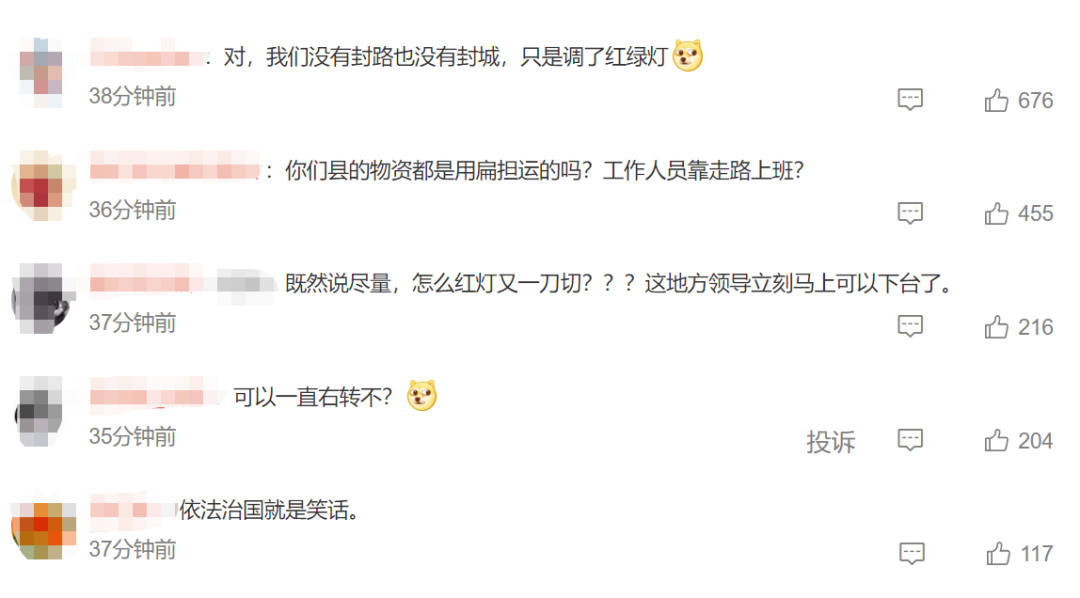 ：对，我们没有封路也没有封城，只是调了红绿灯
38分钟前
676
：你们县的物资都是用扁担运的吗？工作人员靠走路上班？
36分钟前
455
既然说尽量，怎么红灯又一刀切？？？这地方领导立刻马上可以下台了。
37分钟前
216
可以一直右转不？
35分钟前
投诉
204
依法治国就是笑话。
37分钟前
117